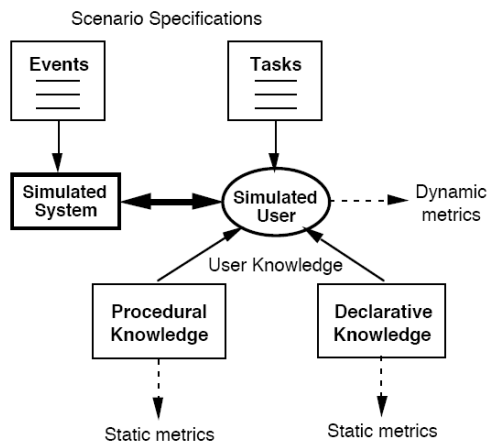 Scenario Specifications
Events
Tasks
Simulated
System
Simulated
User
Dynamic
metrics
User Knowledge
Procedural
Knowledge
Declarative
Knowledge
Static metrics
Static metrics